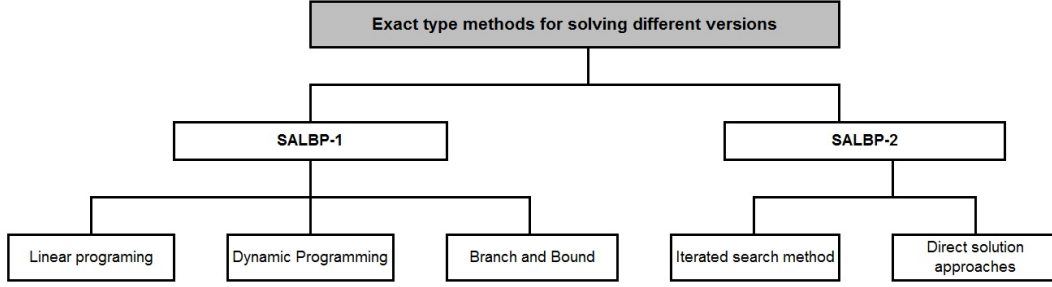 Exact type methods for solving different versions
SALBP-1
SALBP-2
Linear programing
Dynamic Programming
Branch and Bound
Iterated search method
Direct solution
approaches